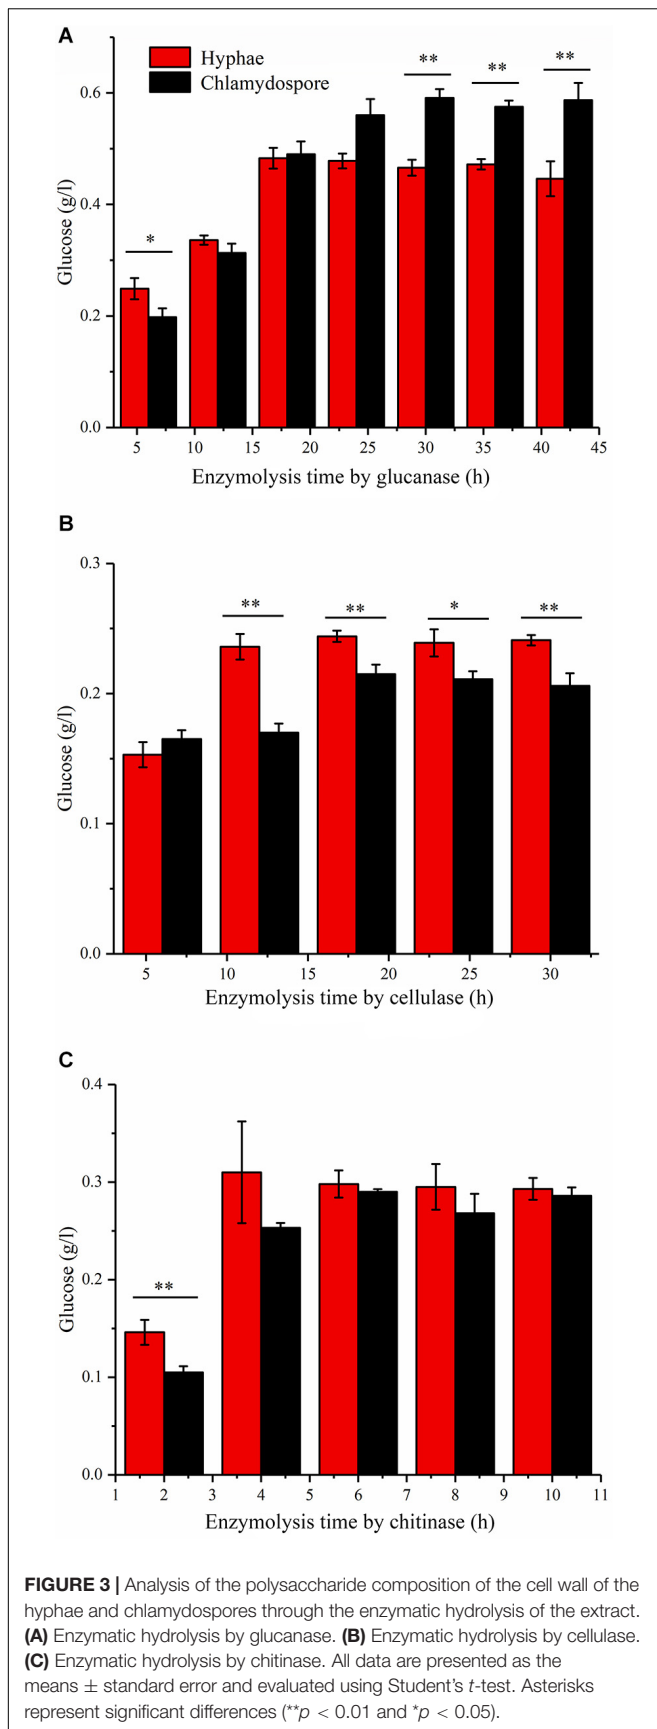 A
Hyphae
Chlamydospore
** ** **
*
0.6
0.4
0.2
0.0
Glucose (g/l)
5 10 15 20 25 30 35 40 45
Enzymolysis time by glucanase (h)
B
0.3
0.2
0.1
0.0
Glucose (g/l)
** ** * **
5 10 15 20 25 30
Enzymolysis time by cellulase (h)
C
0.4
0.3
0.2
0.1
0.0
Glucose (g/l)
**
1 2 3 4 5 6 7 8 9 10 11
Enzymolysis time by chitinase (h)
FIGURE 3 | Analysis of the polysaccharide composition of the cell wall of the
hyphae and chlamydospores through the enzymatic hydrolysis of the extract.
(A) Enzymatic hydrolysis by glucanase. (B) Enzymatic hydrolysis by cellulase.
(C) Enzymatic hydrolysis by chitinase. All data are presented as the
means ± standard error and evaluated using Student's t-test. Asterisks
represent significant differences (**p < 0.01 and *p < 0.05).